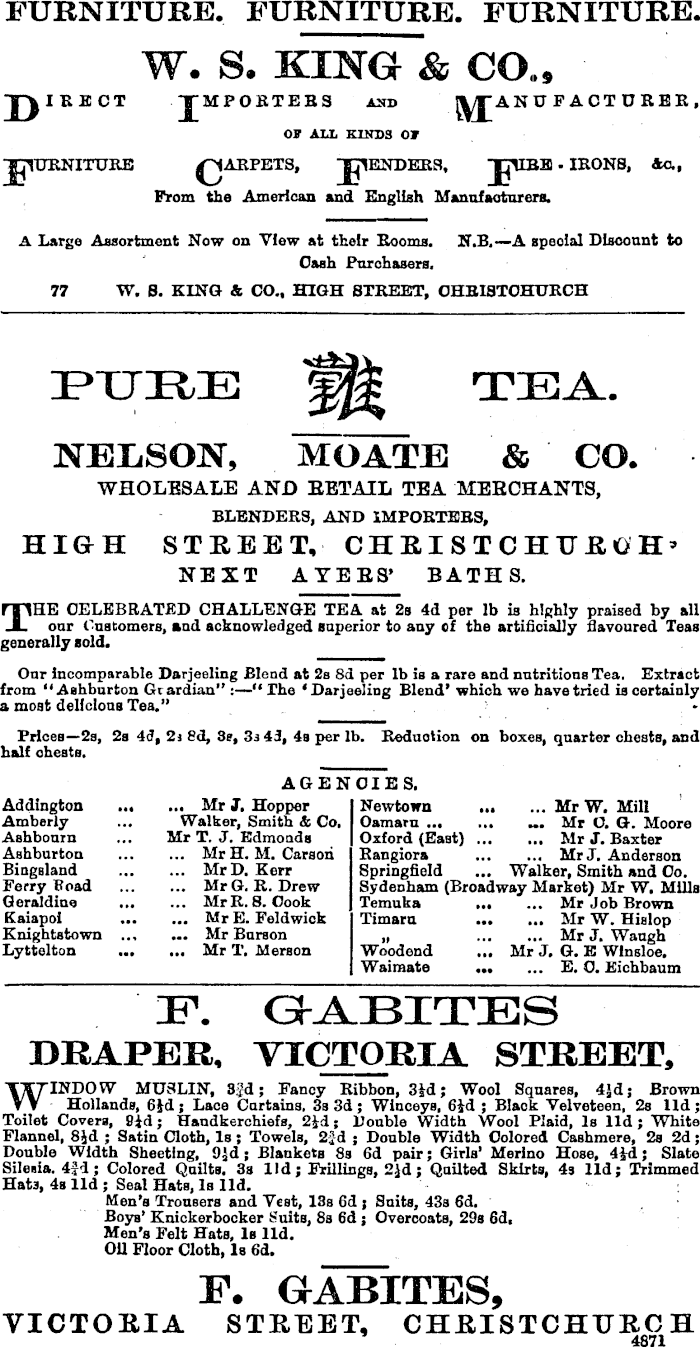 FURNITURE. FURNITURE. FURNITURE.
W. S. KING & CO.,
DIRECT IMPORTERS AND MANUFACTURER,
OF ALL KINDS OF
FURNITURE CARPETS, FENDERS, FIRE-IRONS, &c.,
From the American and English Manufacturers.
A Large Assortment Now on View at their Rooms. N.B.—A special Discount to
Cash Purchasers.
77 W. S. KING & CO., HIGH STREET, CHRISTCHURCH
PURE 難 TEA.
NELSON, MOATE & CO.
WHOLESALE AND RETAIL TEA MERCHANTS,
BLENDERS, AND IMPORTERS,
HIGH STREET, CHRISTCHURCH,
NEXT AYERS' BATHS.
THE CELEBRATED CHALLENGE TEA at 2s 4d per lb is highly praised by all
our Customers, and acknowledged superior to any of the artificially flavoured Teas
generally sold.
Our incomparable Darjeeling Blend at 2s 8d per lb is a rare and nutritious Tea. Extract
from "Ashburton Guardian":—"The 'Darjeeling Blend' which we have tried is certainly
a most delicious Tea."
Prices—2s, 2s 4d, 2s 8d, 3s, 3s 4d, 4s per lb. Reduction on boxes, quarter chests, and
half chests.
AGENCIES.
Addington ... ... Mr J. Hopper
Amberly ... Walker, Smith & Co.
Ashbourn ... Mr T. J. Edmonds
Ashburton ... ... Mr H. M. Carson
Bingsland ... ... Mr D. Kerr
Ferry Road ... ... Mr G. R. Drew
Geraldine ... ... Mr R. S. Cook
Kaiapoi ... ... Mr E. Feldwick
Knightstown ... ... Mr Burson
Lyttelton ... ... Mr T. Merson
Newtown ... ... Mr W. Mill
Oamaru ... ... ... Mr C. G. Moore
Oxford (East) ... ... Mr J. Baxter
Rangiora ... ... Mr J. Anderson
Springfield ... Walker, Smith and Co.
Sydenham (Broadway Market) Mr W. Mills
Temuka ... ... Mr Job Brown
Timaru ... ... Mr W. Hislop
„ ... ... Mr J. Waugh
Woodend ... Mr J. G. E Winsloe.
Waimate ... ... E. C. Eichbaum
F. GABITES
DRAPER, VICTORIA STREET,
WINDOW MUSLIN, 3¾d; Fancy Ribbon, 3½d; Wool Squares, 4½d; Brown
Hollands, 6½d; Lace Curtains, 3s 3d; Winceys, 6½d; Black Velveteen, 2s 11d;
Toilet Covers, 9½d; Handkerchiefs, 2½d; Double Width Wool Plaid, 1s 11d; White
Flannel, 8½d; Satin Cloth, 1s; Towels, 2¾d; Double Width Colored Cashmere, 2s 2d;
Double Width Sheeting, 9½d; Blankets 8s 6d pair; Girls' Merino Hose, 4½d; Slate
Silesia, 4¾d; Colored Quilts, 3s 11d; Frillings, 2½d; Quilted Skirts, 4s 11d; Trimmed
Hats, 4s 11d; Seal Hats, 1s 11d.
Men's Trousers and Vest, 13s 6d; Suits, 43s 6d.
Boys' Knickerbocker Suits, 8s 6d; Overcoats, 29s 6d.
Men's Felt Hats, 1s 11d.
Oil Floor Cloth, 1s 6d.
F. GABITES,
VICTORIA STREET, CHRISTCHURCH
4871